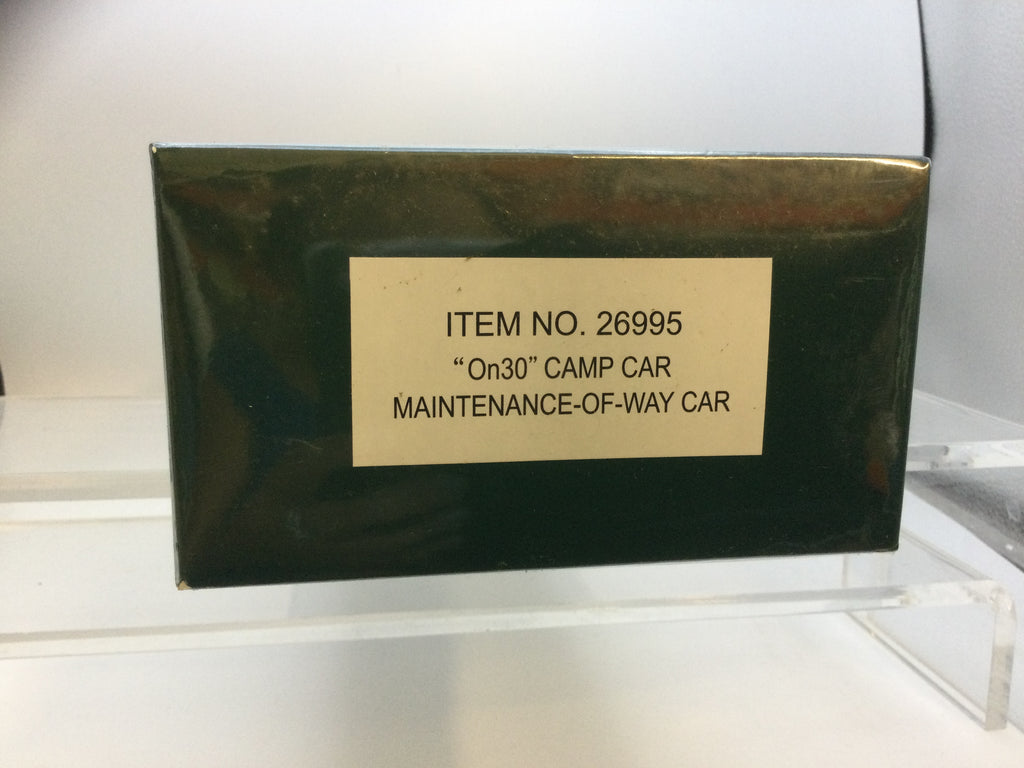 ITEM NO. 26995
“On30” CAMP CAR
MAINTENANCE-OF-WAY CAR